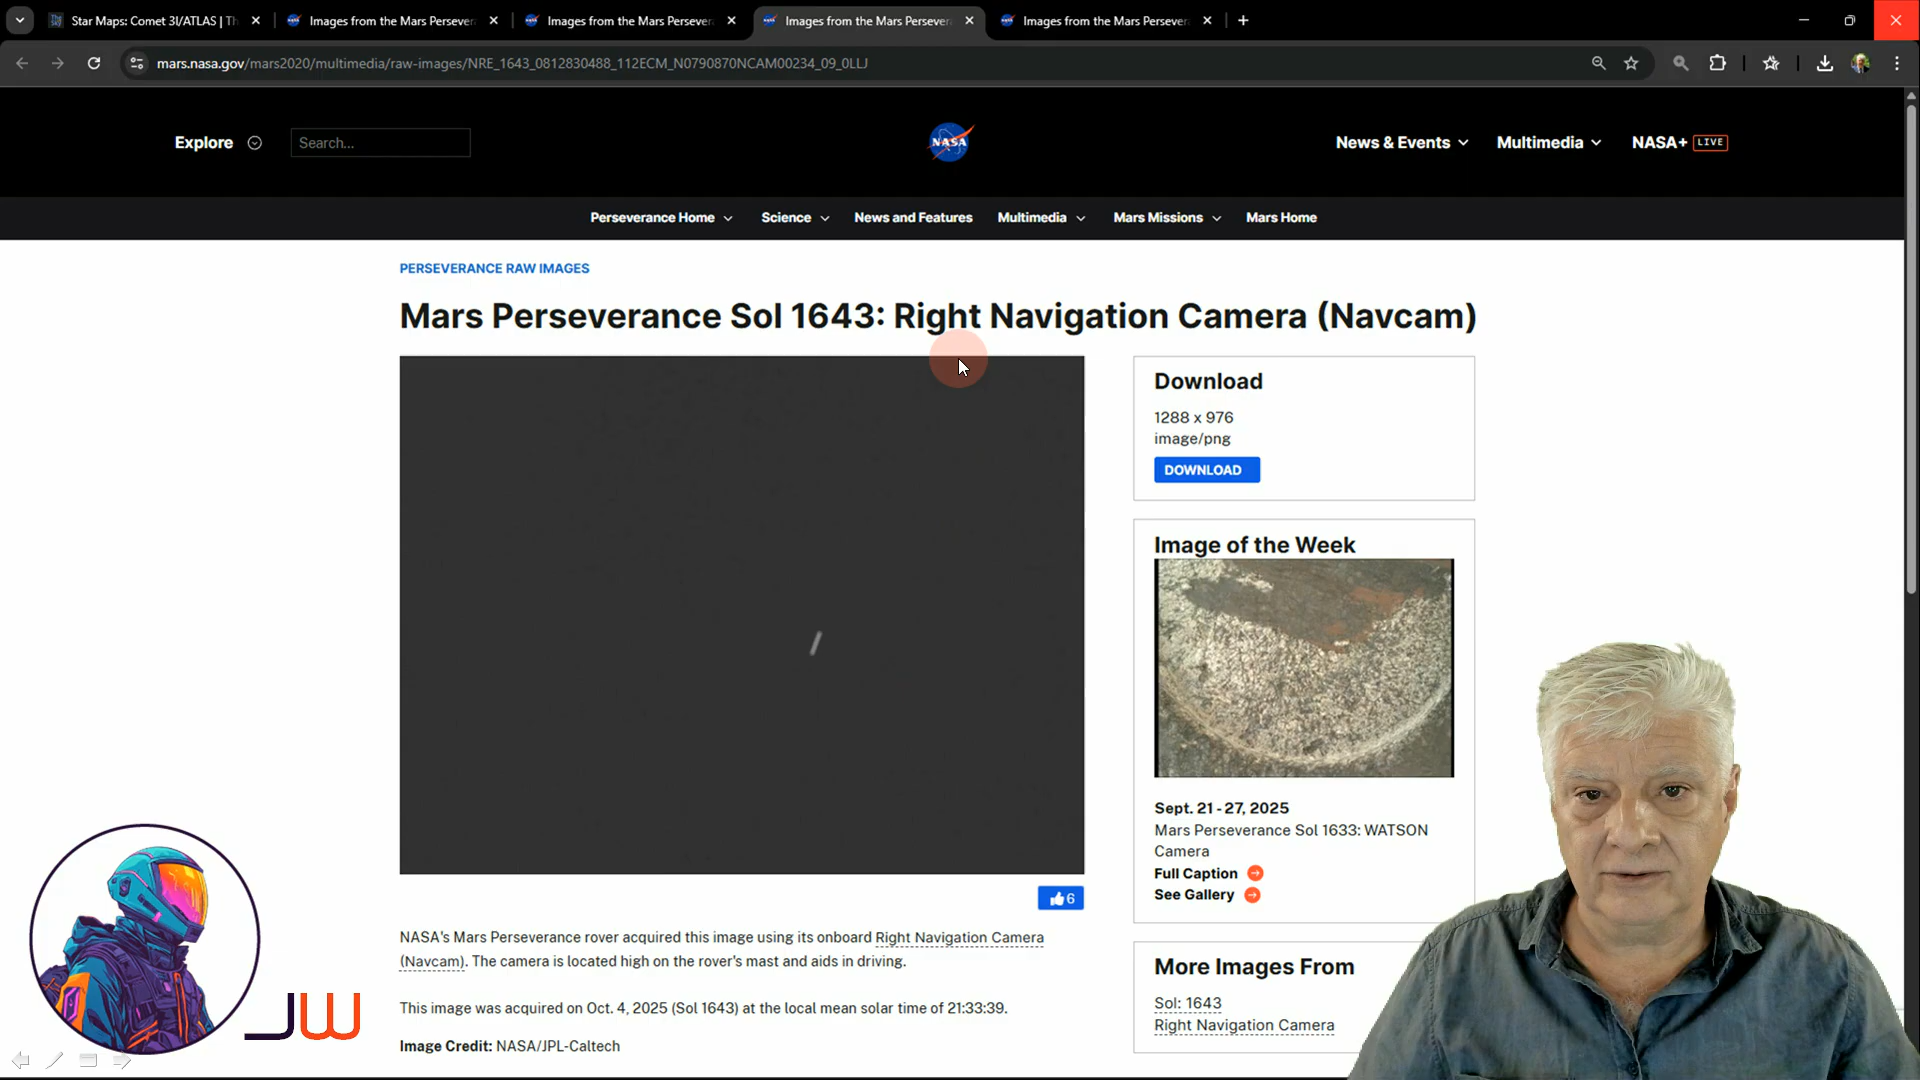 Star Maps: Comet 3I/ATLAS | Th
Images from the Mars Persever
Images from the Mars Persever
Images from the Mars Persever
Images from the Mars Persever
mars.nasa.gov/mars2020/multimedia/raw-images/NRE_1643_0812830488_112ECM_N0790870NCAM00234_09_0LLJ
Explore
Search...
NASA
News & Events
Multimedia
NASA+ LIVE
Perseverance Home
Science
News and Features
Multimedia
Mars Missions
Mars Home
PERSEVERANCE RAW IMAGES
Mars Perseverance Sol 1643: Right Navigation Camera (Navcam)
Download
1288 x 976
image/png
DOWNLOAD
Image of the Week
Sept. 21 - 27, 2025
Mars Perseverance Sol 1633: WATSON
Camera
Full Caption
See Gallery
6
NASA's Mars Perseverance rover acquired this image using its onboard Right Navigation Camera
(Navcam). The camera is located high on the rover's mast and aids in driving.
This image was acquired on Oct. 4, 2025 (Sol 1643) at the local mean solar time of 21:33:39.
Image Credit: NASA/JPL-Caltech
More Images From
Sol: 1643
Right Navigation Camera
JW